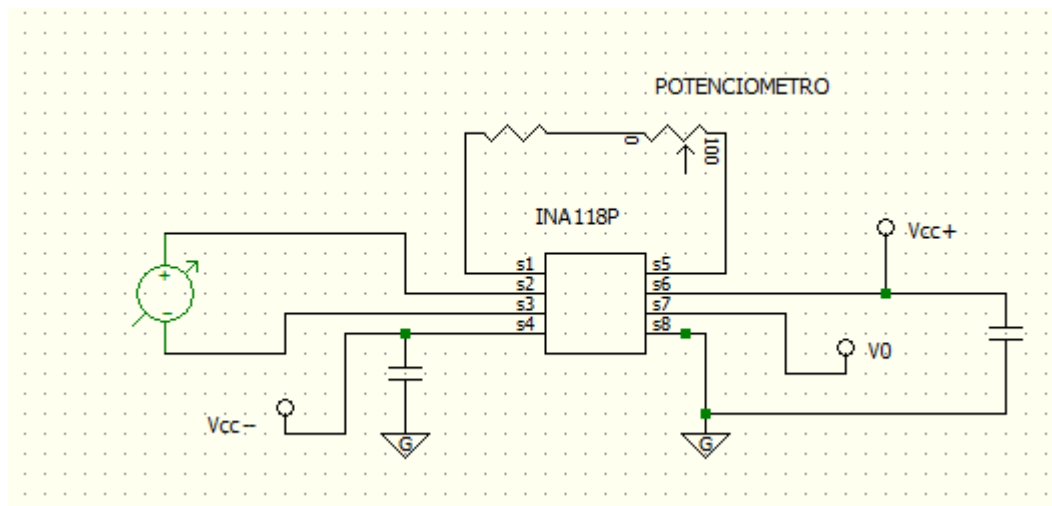 POTENCIOMETRO
0
100
INA118P
Vcc+
+
-
s1
s2
s3
s4
s5
s6
s7
s8
V0
Vcc-
G
G